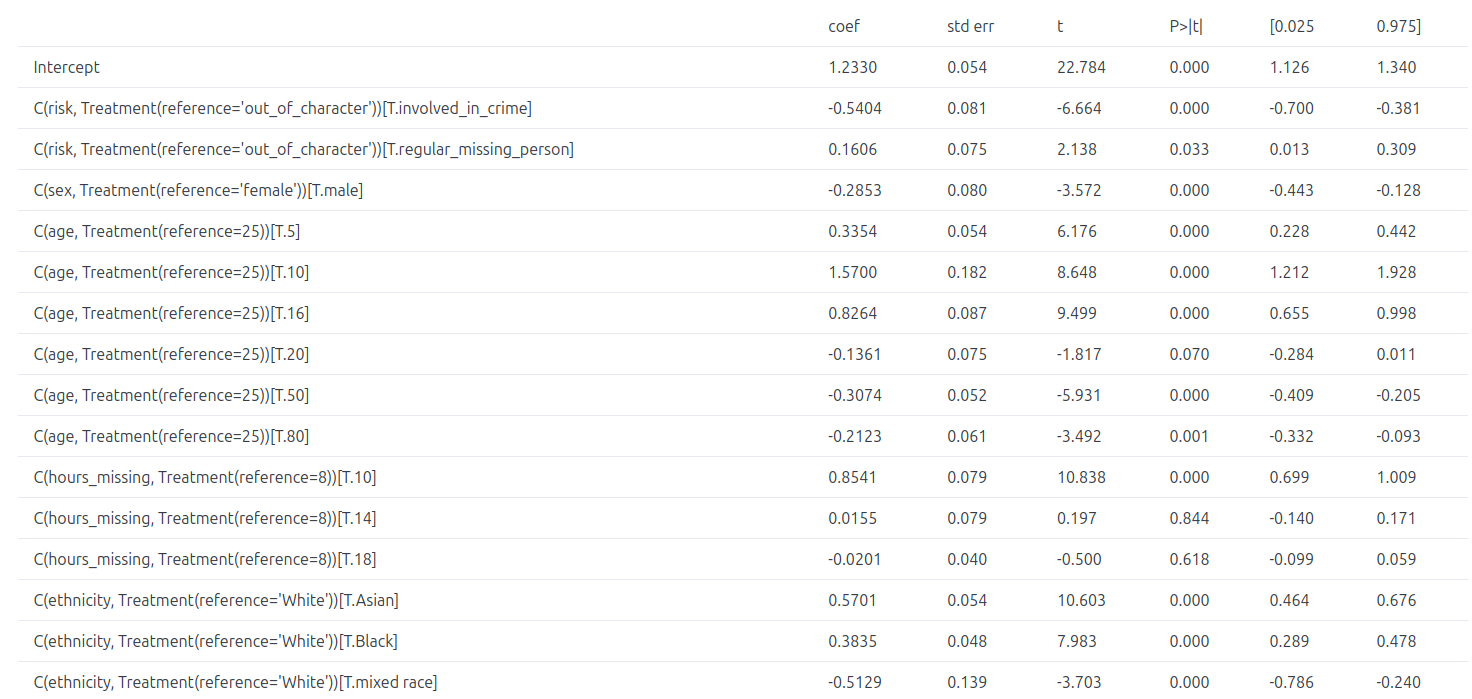 coef std err t P>|t| [0.025 0.975]
Intercept 1.2330 0.054 22.784 0.000 1.126 1.340
C(risk, Treatment(reference='out_of_character'))[T.involved_in_crime] -0.5404 0.081 -6.664 0.000 -0.700 -0.381
C(risk, Treatment(reference='out_of_character'))[T.regular_missing_person] 0.1606 0.075 2.138 0.033 0.013 0.309
C(sex, Treatment(reference='female'))[T.male] -0.2853 0.080 -3.572 0.000 -0.443 -0.128
C(age, Treatment(reference=25))[T.5] 0.3354 0.054 6.176 0.000 0.228 0.442
C(age, Treatment(reference=25))[T.10] 1.5700 0.182 8.648 0.000 1.212 1.928
C(age, Treatment(reference=25))[T.16] 0.8264 0.087 9.499 0.000 0.655 0.998
C(age, Treatment(reference=25))[T.20] -0.1361 0.075 -1.817 0.070 -0.284 0.011
C(age, Treatment(reference=25))[T.50] -0.3074 0.052 -5.931 0.000 -0.409 -0.205
C(age, Treatment(reference=25))[T.80] -0.2123 0.061 -3.492 0.001 -0.332 -0.093
C(hours_missing, Treatment(reference=8))[T.10] 0.8541 0.079 10.838 0.000 0.699 1.009
C(hours_missing, Treatment(reference=8))[T.14] 0.0155 0.079 0.197 0.844 -0.140 0.171
C(hours_missing, Treatment(reference=8))[T.18] -0.0201 0.040 -0.500 0.618 -0.099 0.059
C(ethnicity, Treatment(reference='White'))[T.Asian] 0.5701 0.054 10.603 0.000 0.464 0.676
C(ethnicity, Treatment(reference='White'))[T.Black] 0.3835 0.048 7.983 0.000 0.289 0.478
C(ethnicity, Treatment(reference='White'))[T.mixed race] -0.5129 0.139 -3.703 0.000 -0.786 -0.240